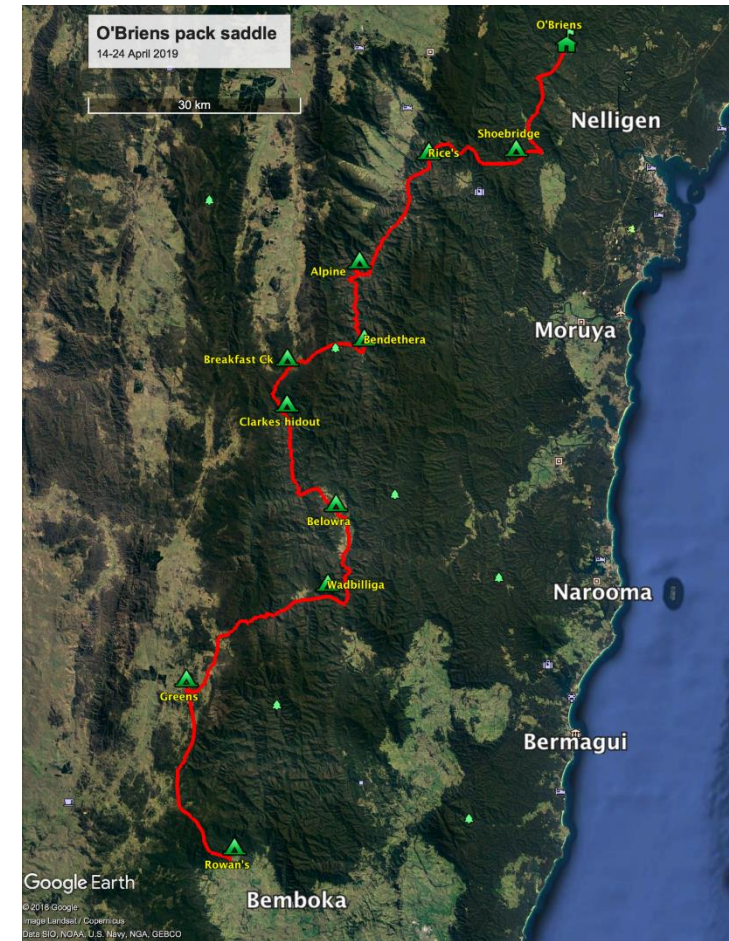 O'Briens pack saddle
14-24 April 2019
30 km
O'Briens
Nelligen
Shoebridge
Rice's
Alpine
Moruya
Bendethera
Breakfast Ck
Clarkes hidout
Belowra
Wadbilliga
Narooma
Greens
Bermagui
Rowan's
Google Earth
Bemboka
© 2018 Google
Image Landsat / Copernicus
Data SIO, NOAA, U.S. Navy, NGA, GEBCO